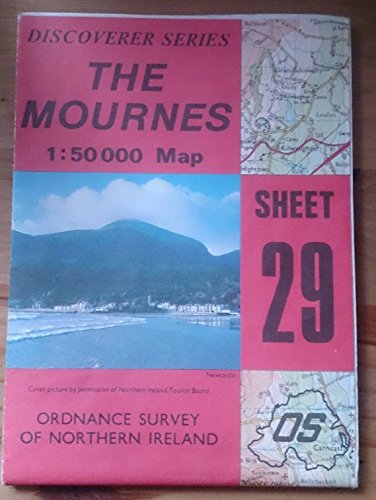 DISCOVERER SERIES
THE
MOURNES
1:50 000 Map
SHEET
29
Newcastle
Cover picture by permission of Northern Ireland Tourist Board
ORDNANCE SURVEY
OF NORTHERN IRELAND
OS